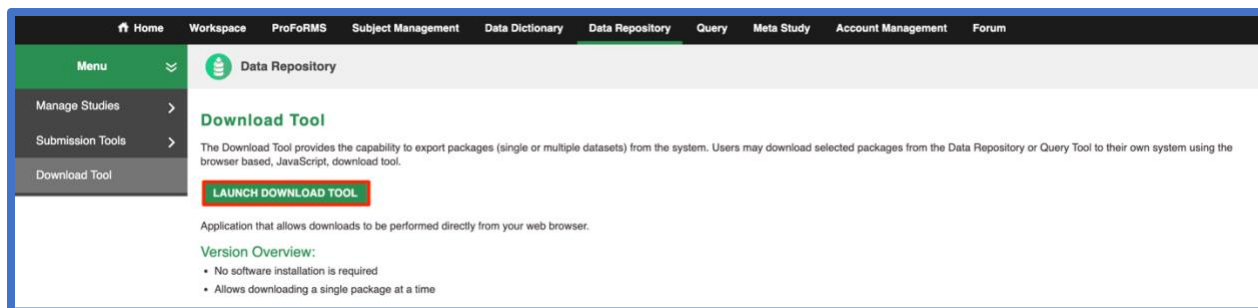 Home Workspace ProFoRMS Subject Management Data Dictionary Data Repository Query Meta Study Account Management Forum
Menu
Data Repository
Manage Studies
Submission Tools
Download Tool
Download Tool
The Download Tool provides the capability to export packages (single or multiple datasets) from the system. Users may download selected packages from the Data Repository or Query Tool to their own system using the
browser based, JavaScript, download tool.
LAUNCH DOWNLOAD TOOL
Application that allows downloads to be performed directly from your web browser.
Version Overview:
• No software installation is required
• Allows downloading a single package at a time